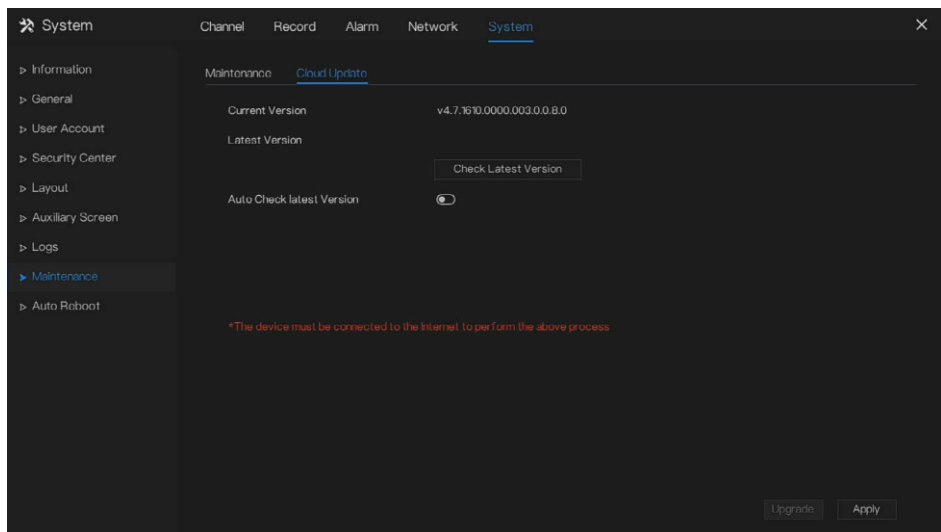 System
Channel Record Alarm Network System
Information
General
User Account
Security Center
Layout
Auxiliary Screen
Logs
Maintenance
Auto Reboot
Maintenance Cloud Update
Current Version v4.7.1610.0000.003.0.0.8.0
Latest Version
Check Latest Version
Auto Check latest Version
*The device must be connected to the Internet to perform the above process
Upgrade Apply